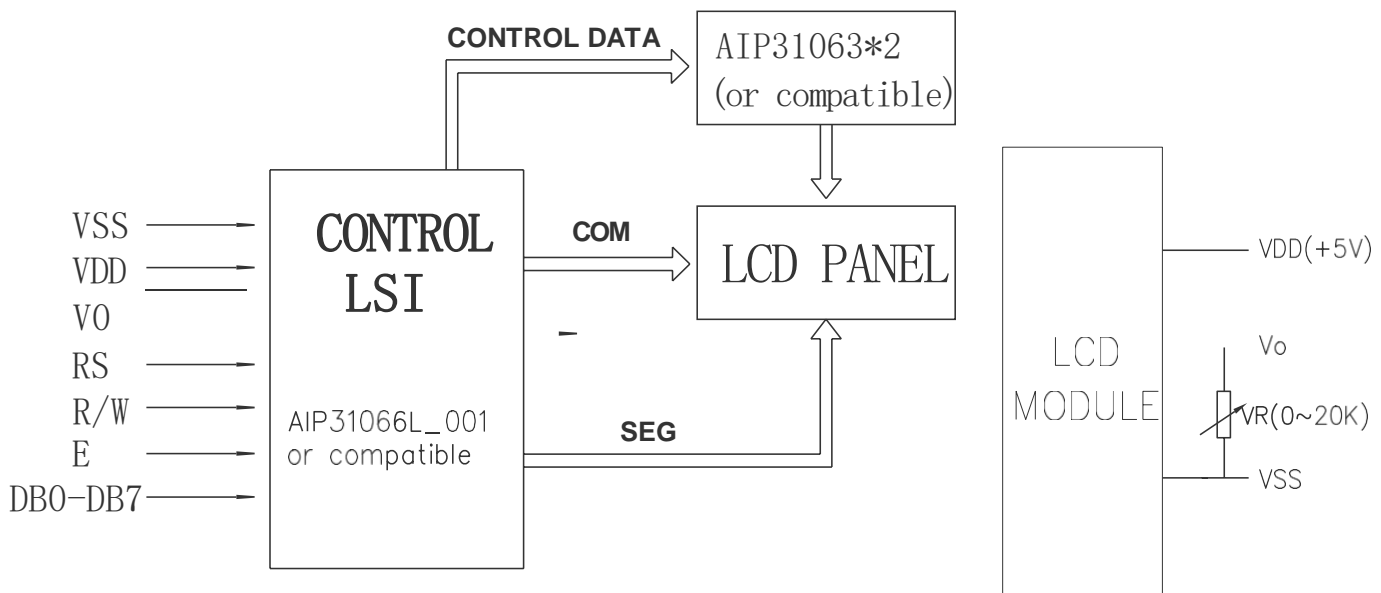 CONTROL DATA
AIP31063*2
(or compatible)
VSS
VDD
VO
RS
R/W
E
DB0-DB7
CONTROL
LSI
AIP31066L_001
or compatible
COM
SEG
LCD PANEL
LCD
MODULE
VDD(+5V)
Vo
VR(0~20K)
VSS